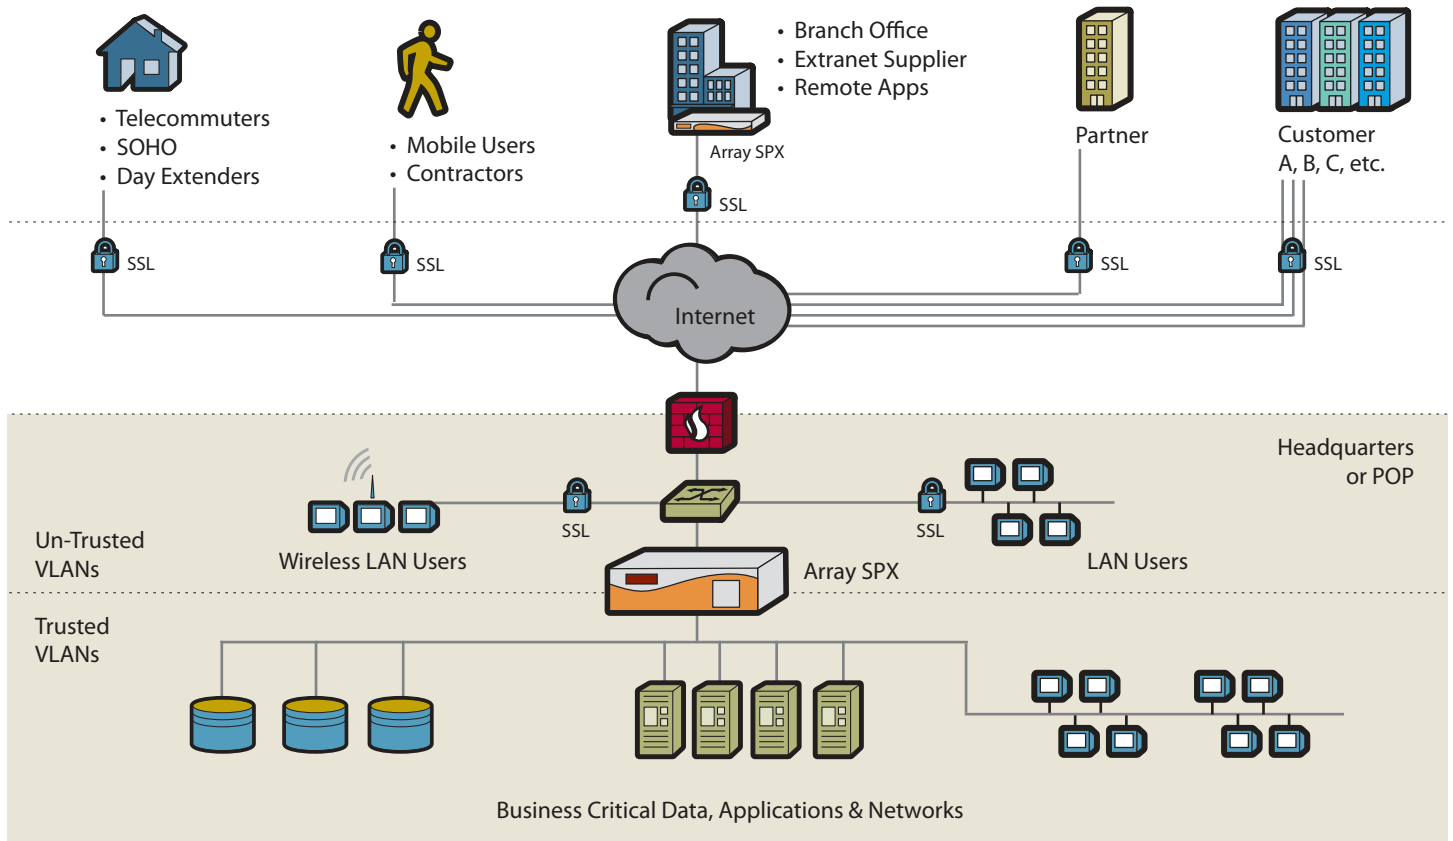 • Telecommuters
• SOHO
• Day Extenders
• Mobile Users
• Contractors
• Branch Office
• Extranet Supplier
• Remote Apps
Array SPX
Partner
Customer
A, B, C, etc.
SSL
SSL
SSL
SSL
SSL
Internet
Headquarters
or POP
SSL
SSL
Un-Trusted
VLANs
Wireless LAN Users
Array SPX
LAN Users
Trusted
VLANs
Business Critical Data, Applications & Networks